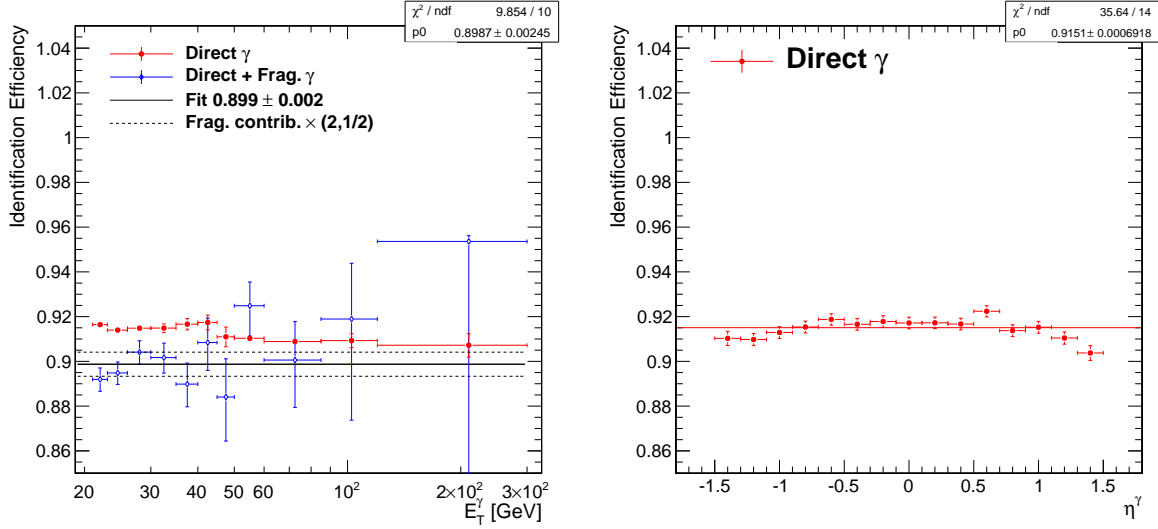 χ² / ndf 9.854 / 10
p0 0.8987 ± 0.00245
Identification Efficiency
Direct γ
Direct + Frag. γ
Fit 0.899 ± 0.002
Frag. contrib. × (2,1/2)
1.04
1.02
1
0.98
0.96
0.94
0.92
0.9
0.88
0.86
20 30 40 50 60 10² 2×10² 3×10²
E_T^γ [GeV]
χ² / ndf 35.64 / 14
p0 0.9151 ± 0.0006918
Identification Efficiency
Direct γ
1.04
1.02
1
0.98
0.96
0.94
0.92
0.9
0.88
0.86
-1.5 -1 -0.5 0 0.5 1 1.5
η^γ